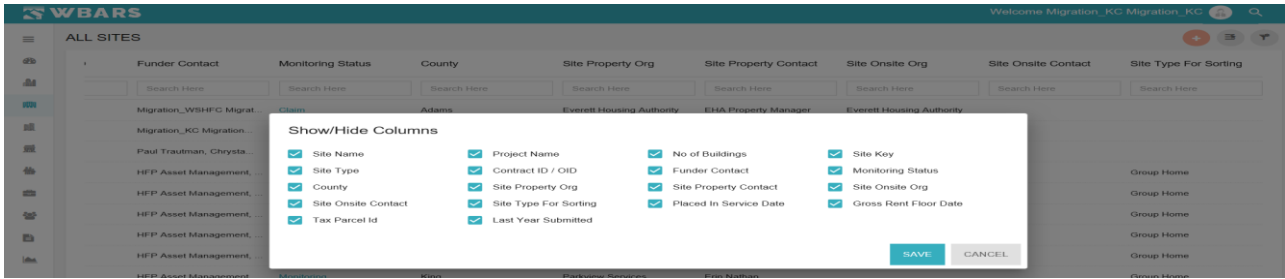 WBARS Welcome Migration_KC Migration_KC
ALL SITES
Funder Contact Monitoring Status County Site Property Org Site Property Contact Site Onsite Org Site Onsite Contact Site Type For Sorting
Search Here Search Here Search Here Search Here Search Here Search Here Search Here Search Here
Migration_WSHFC Migrat... Claim Adams Everett Housing Authority EHA Property Manager Everett Housing Authority
Migration_KC Migration...
Paul Trautman, Chrysta...
HFP Asset Management, ... Group Home
HFP Asset Management, ... Group Home
HFP Asset Management, ... Group Home
HFP Asset Management, ... Group Home
HFP Asset Management, ... Group Home
HFP Asset Management Monitoring King Parkview Services Erin Nathan Group Home
Show/Hide Columns
Site Name Project Name No of Buildings Site Key
Site Type Contract ID / OID Funder Contact Monitoring Status
County Site Property Org Site Property Contact Site Onsite Org
Site Onsite Contact Site Type For Sorting Placed In Service Date Gross Rent Floor Date
Tax Parcel Id Last Year Submitted
SAVE CANCEL